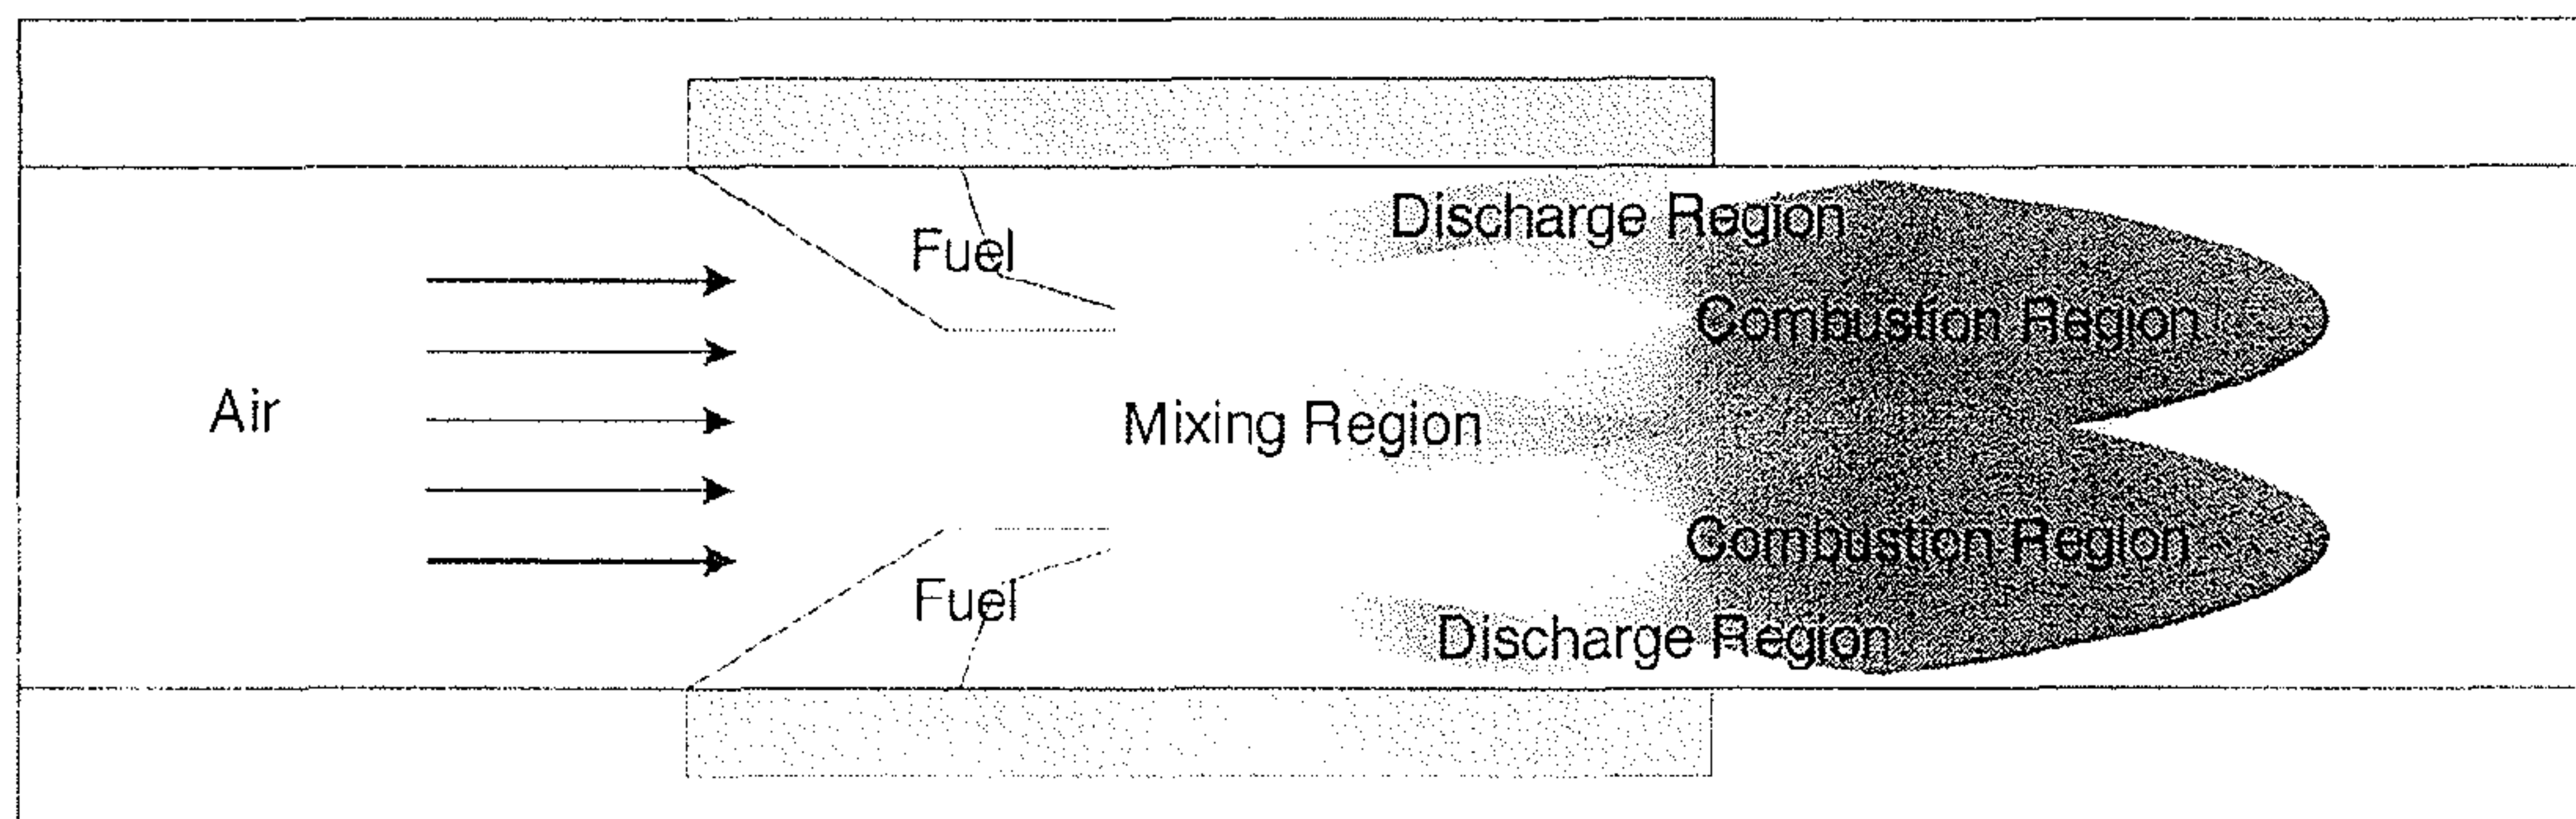 Discharge Region
Fuel
Combustion Region
Air
Mixing Region
Combustion Region
Fuel
Discharge Region